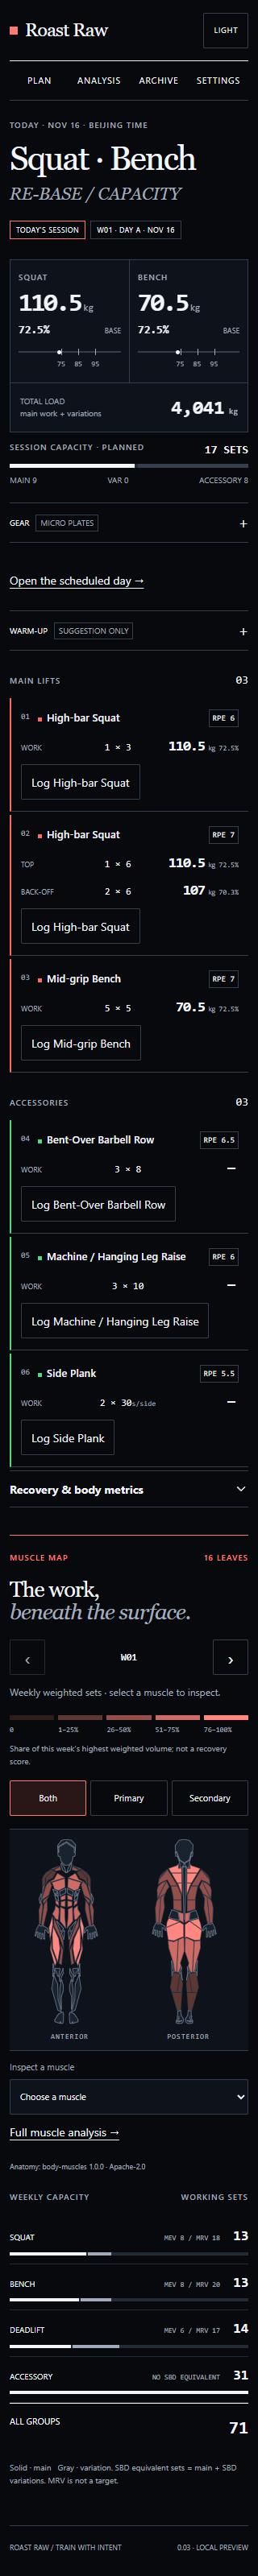 Roast Raw
LIGHT
PLAN ANALYSIS ARCHIVE SETTINGS
TODAY · NOV 16 · BEIJING TIME
Squat · Bench
RE-BASE / CAPACITY
TODAY'S SESSION W01 · DAY A · NOV 16
SQUAT BENCH
110.5 kg 70.5 kg
72.5% BASE 72.5% BASE
75 85 95 75 85 95
TOTAL LOAD
main work + variations
4,041 kg
SESSION CAPACITY · PLANNED 17 SETS
MAIN 9 VAR 0 ACCESSORY 8
GEAR MICRO PLATES +
Open the scheduled day →
WARM-UP SUGGESTION ONLY +
MAIN LIFTS 03
01 High-bar Squat RPE 6
WORK 1 × 3 110.5 kg 72.5%
Log High-bar Squat
02 High-bar Squat RPE 7
TOP 1 × 6 110.5 kg 72.5%
BACK-OFF 2 × 6 107 kg 70.3%
Log High-bar Squat
03 Mid-grip Bench RPE 7
WORK 5 × 5 70.5 kg 72.5%
Log Mid-grip Bench
ACCESSORIES 03
04 Bent-Over Barbell Row RPE 6.5
WORK 3 × 8 —
Log Bent-Over Barbell Row
05 Machine / Hanging Leg Raise RPE 6
WORK 3 × 10 —
Log Machine / Hanging Leg Raise
06 Side Plank RPE 5.5
WORK 2 × 30s/side —
Log Side Plank
Recovery & body metrics
MUSCLE MAP 16 LEAVES
The work,
beneath the surface.
‹ W01 ›
Weekly weighted sets · select a muscle to inspect.
0 1–25% 26–50% 51–75% 76–100%
Share of this week's highest weighted volume; not a recovery
score.
Both Primary Secondary
ANTERIOR POSTERIOR
Inspect a muscle
Choose a muscle
Full muscle analysis →
Anatomy: body-muscles 1.0.0 · Apache-2.0
WEEKLY CAPACITY WORKING SETS
SQUAT MEV 8 / MRV 18 13
BENCH MEV 8 / MRV 20 13
DEADLIFT MEV 6 / MRV 17 14
ACCESSORY NO SBD EQUIVALENT 31
ALL GROUPS 71
Solid · main Gray · variation. SBD equivalent sets = main + SBD
variations. MRV is not a target.
ROAST RAW / TRAIN WITH INTENT 0.03 · LOCAL PREVIEW